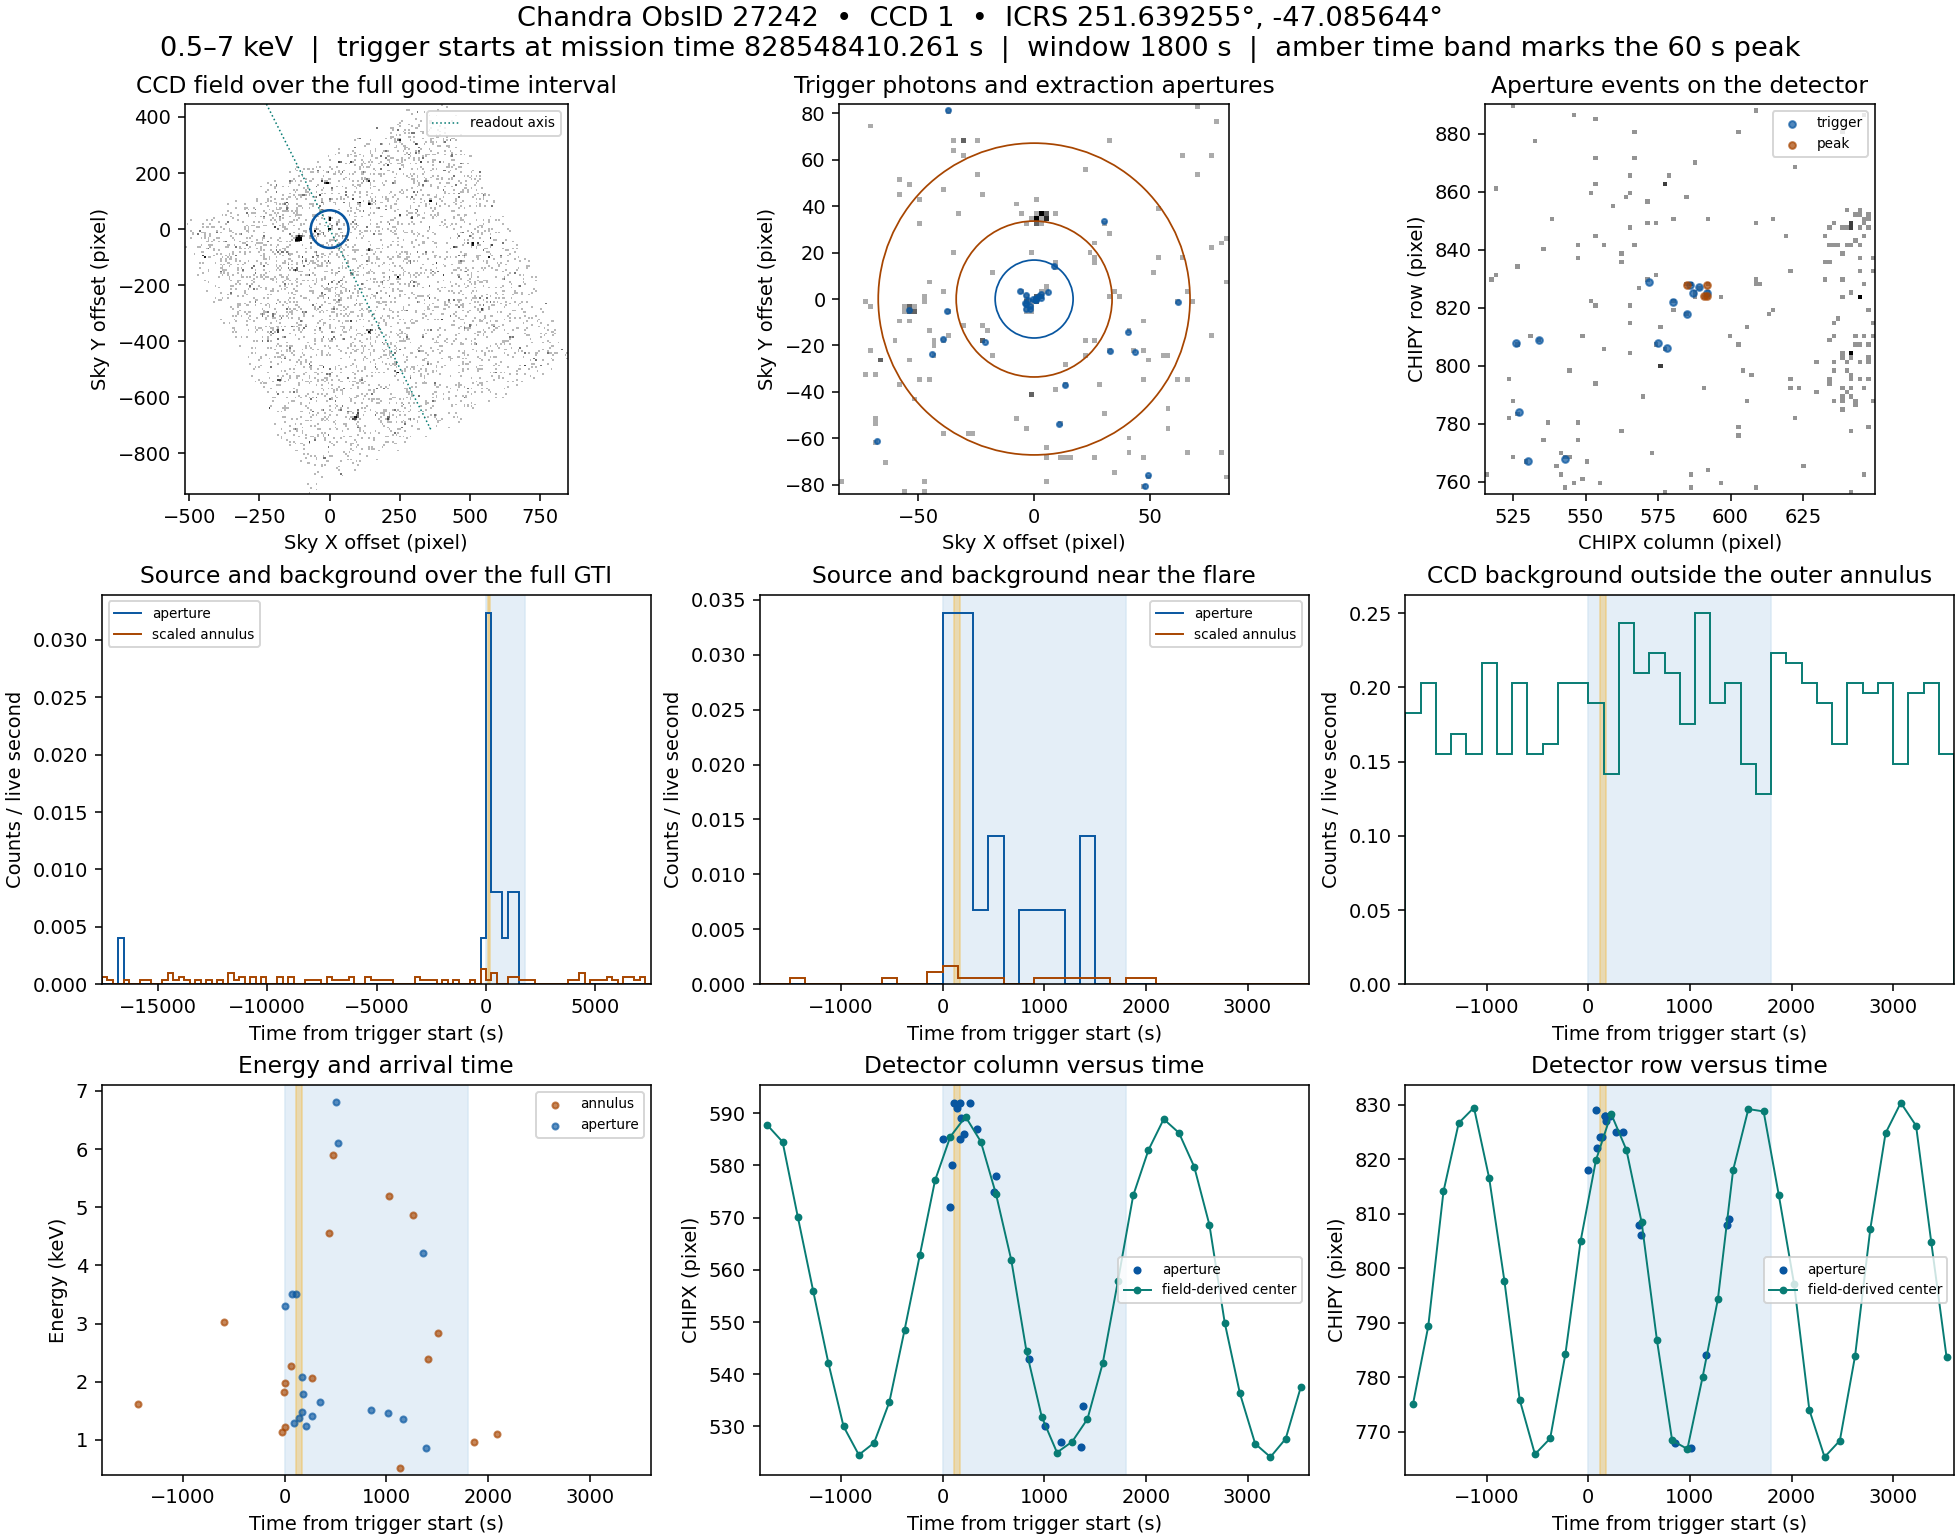 Chandra ObsID 27242 • CCD 1 • ICRS 251.639255°, -47.085644°
0.5–7 keV | trigger starts at mission time 828548410.261 s | window 1800 s | amber time band marks the 60 s peak
CCD field over the full good-time interval
readout axis
400
200
0
−200
−400
−600
−800
−500
−250
0
250
500
750
Sky Y offset (pixel)
Sky X offset (pixel)
Trigger photons and extraction apertures
80
60
40
20
0
−20
−40
−60
−80
−50
0
50
Sky Y offset (pixel)
Sky X offset (pixel)
Aperture events on the detector
trigger
peak
880
860
840
820
800
780
760
525
550
575
600
625
CHIPY row (pixel)
CHIPX column (pixel)
Source and background over the full GTI
aperture
scaled annulus
0.030
0.025
0.020
0.015
0.010
0.005
0.000
−15000
−10000
−5000
0
5000
Counts / live second
Time from trigger start (s)
Source and background near the flare
aperture
scaled annulus
0.035
0.030
0.025
0.020
0.015
0.010
0.005
0.000
−1000
0
1000
2000
3000
Counts / live second
Time from trigger start (s)
CCD background outside the outer annulus
0.25
0.20
0.15
0.10
0.05
0.00
−1000
0
1000
2000
3000
Counts / live second
Time from trigger start (s)
Energy and arrival time
annulus
aperture
7
6
5
4
3
2
1
−1000
0
1000
2000
3000
Energy (keV)
Time from trigger start (s)
Detector column versus time
aperture
field-derived center
590
580
570
560
550
540
530
−1000
0
1000
2000
3000
CHIPX (pixel)
Time from trigger start (s)
Detector row versus time
aperture
field-derived center
830
820
810
800
790
780
770
−1000
0
1000
2000
3000
CHIPY (pixel)
Time from trigger start (s)